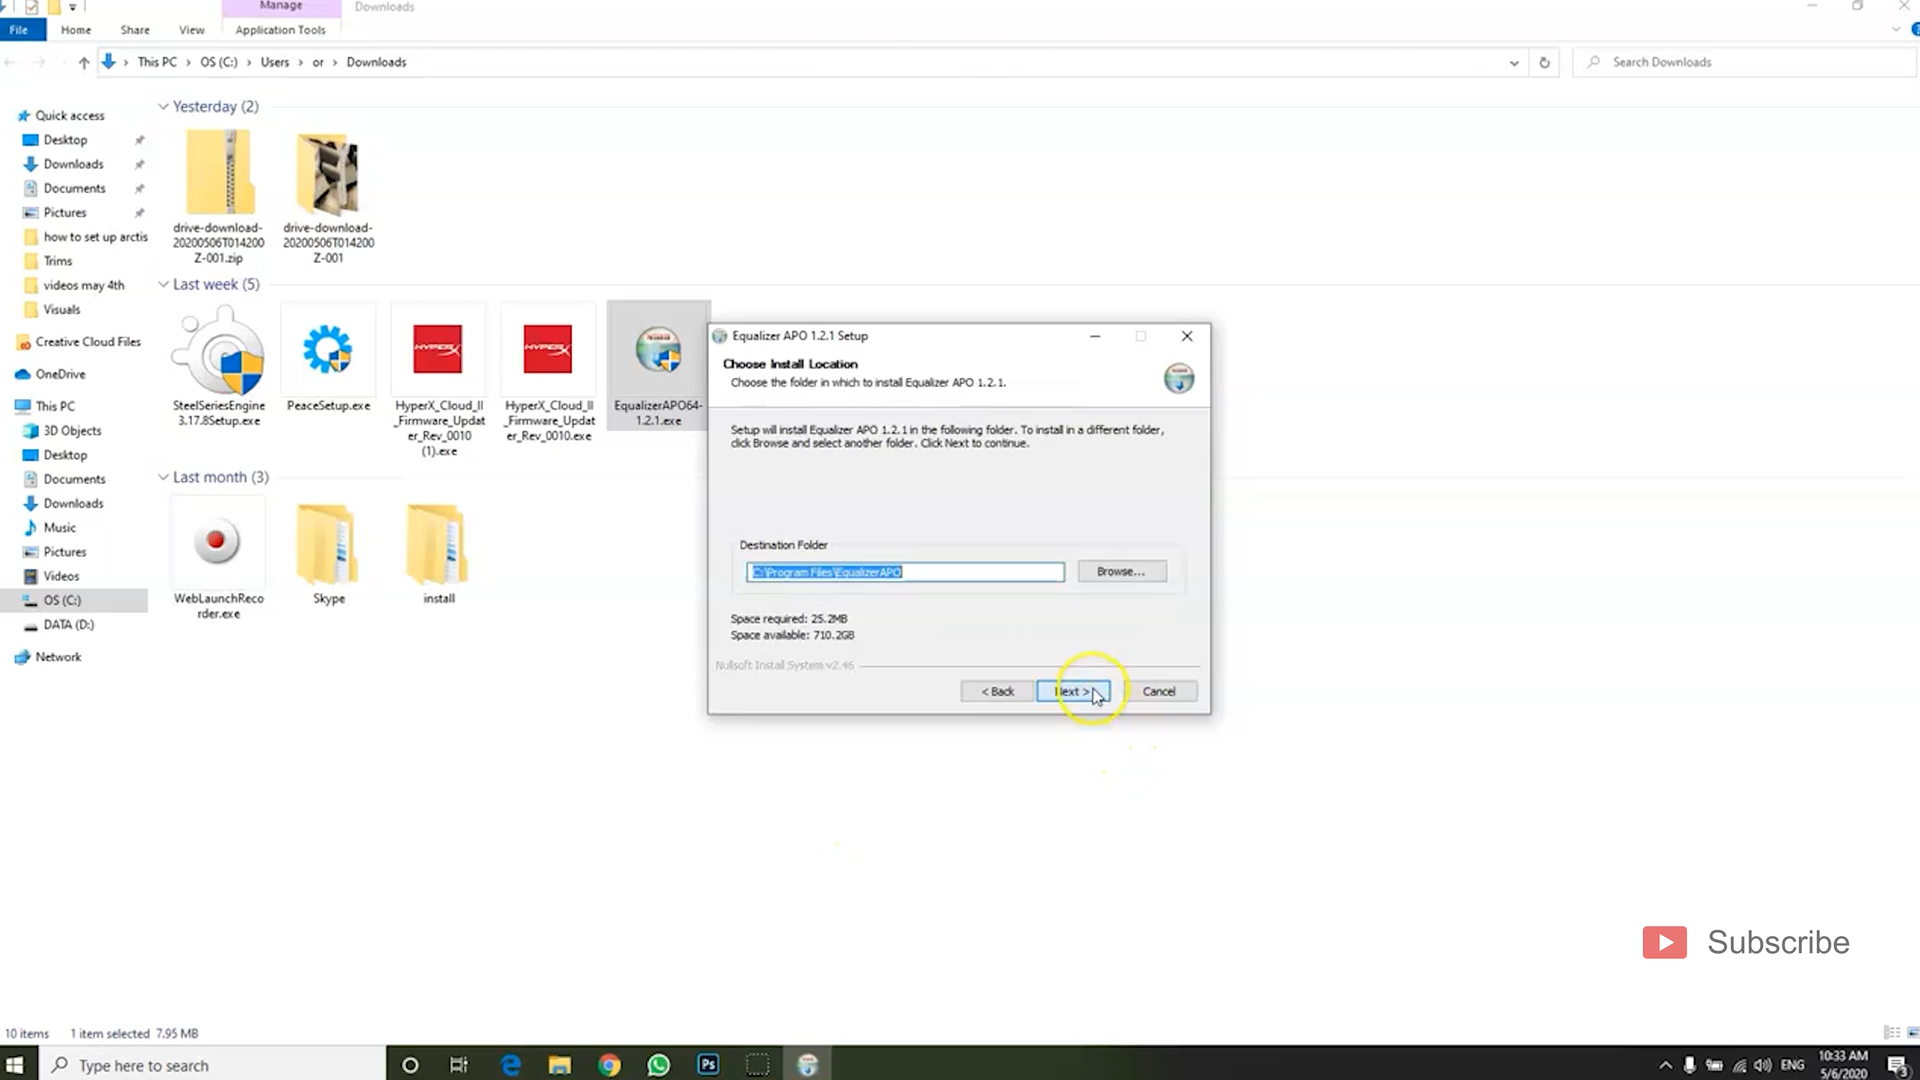 Manage
Downloads
File
Home
Share
View
Application Tools
This PC
OS (C:)
Users
or
Downloads
Search Downloads
Quick access
Desktop
Downloads
Documents
Pictures
how to set up arctis
Trims
videos may 4th
Visuals
Creative Cloud Files
OneDrive
This PC
3D Objects
Desktop
Documents
Downloads
Music
Pictures
Videos
OS (C:)
DATA (D:)
Network
Yesterday (2)
drive-download-
20200506T014200
Z-001.zip
drive-download-
20200506T014200
Z-001
Last week (5)
SteelSeriesEngine
3.17.8Setup.exe
PeaceSetup.exe
HYPERX
HyperX_Cloud_II
_Firmware_Updat
er_Rev_0010
(1).exe
HYPERX
HyperX_Cloud_II
_Firmware_Updat
er_Rev_0010.exe
EqualizerAPO64-
1.2.1.exe
Last month (3)
WebLaunchReco
rder.exe
Skype
install
Equalizer APO 1.2.1 Setup
Choose Install Location
Choose the folder in which to install Equalizer APO 1.2.1.
Setup will install Equalizer APO 1.2.1 in the following folder. To install in a different folder,
click Browse and select another folder. Click Next to continue.
Destination Folder
C:\Program Files\EqualizerAPO
Browse...
Space required: 25.2MB
Space available: 710.2GB
Nullsoft Install System v2.46
< Back
Next >
Cancel
Subscribe
10 items
1 item selected 7.95 MB
Type here to search
Ps
ENG
10:33 AM
5/6/2020
3